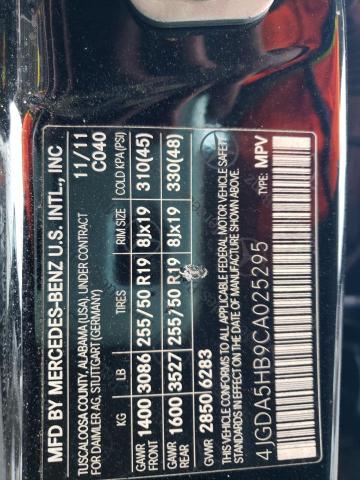 MFD BY MERCEDES-BENZ U.S. INTL., INC
TUSCALOOSA COUNTY, ALABAMA (USA), UNDER CONTRACT 11/11
FOR DAIMLER AG, STUTTGART (GERMANY) C040
KG LB TIRES RIM SIZE COLD KPA (PSI)
GAWR FRONT 1400 3086 255/50 R19 8Jx19 310(45)
GAWR REAR 1600 3527 255/50 R19 8Jx19 330(48)
GVWR 2850 6283
THIS VEHICLE CONFORMS TO ALL APPLICABLE FEDERAL MOTOR VEHICLE SAFETY
IN EFFECT ON THE DATE OF MANUFACTURE SHOWN ABOVE.
4JGDA5HB9CA025295 TYPE: MPV